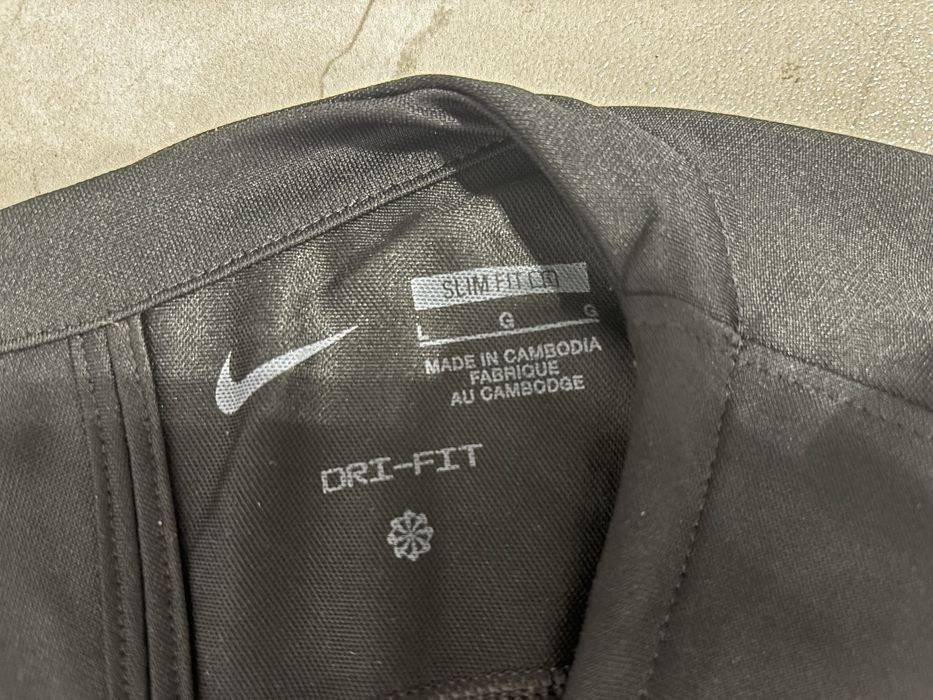 SLIM FIT
L G G
MADE IN CAMBODIA
FABRIQUE
AU CAMBODGE
DRI-FIT